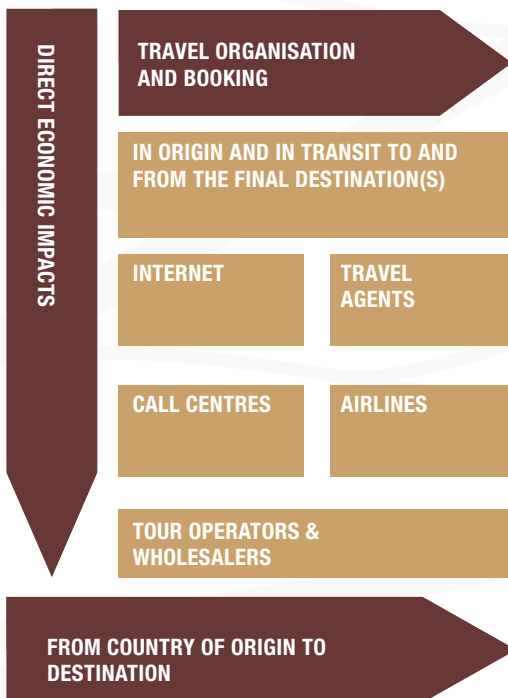 DIRECT ECONOMIC IMPACTS
TRAVEL ORGANISATION
AND BOOKING
IN ORIGIN AND IN TRANSIT TO AND
FROM THE FINAL DESTINATION(S)
INTERNET
TRAVEL
AGENTS
CALL CENTRES
AIRLINES
TOUR OPERATORS &
WHOLESALERS
FROM COUNTRY OF ORIGIN TO
DESTINATION